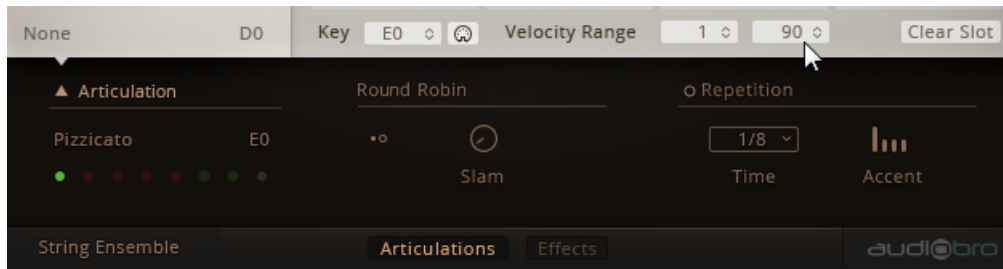 None D0 Key E0 Velocity Range 1 90 Clear Slot
Articulation Round Robin Repetition
Pizzicato E0 1/8
Slam Time Accent
String Ensemble Articulations Effects audiobro